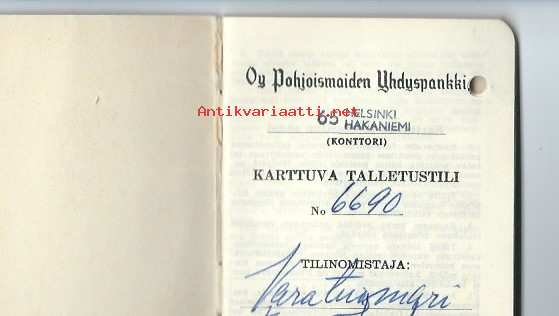 Oy Pohjoismaiden Yhdyspankki
Antikvariaatti.net
65 HELSINKI
HAKANIEMI
(KONTTORI)
KARTTUVA TALLETUSTILI
No 6690
TILINOMISTAJA: